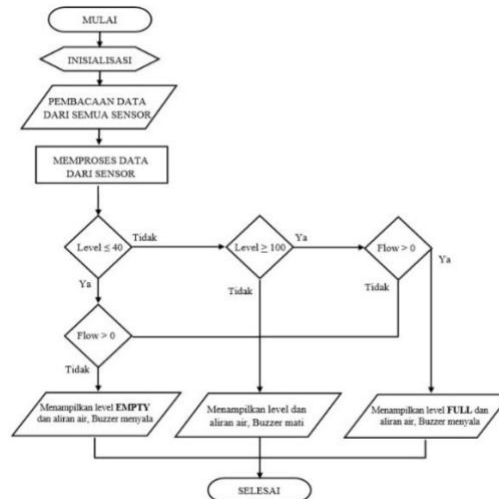 MULAI
INISIALISASI
PEMBACAAN DATA
DARI SEMUA SENSOR
MEMPROSES DATA
DARI SENSOR
Level ≤ 40
Tidak
Level ≥ 100
Ya
Flow > 0
Ya
Ya
Tidak
Tidak
Flow > 0
Tidak
Menampilkan level EMPTY
dan aliran air, Buzzer menyala
Menampilkan level dan
aliran air, Buzzer mati
Menampilkan level FULL dan
aliran air, Buzzer menyala
SELESAI